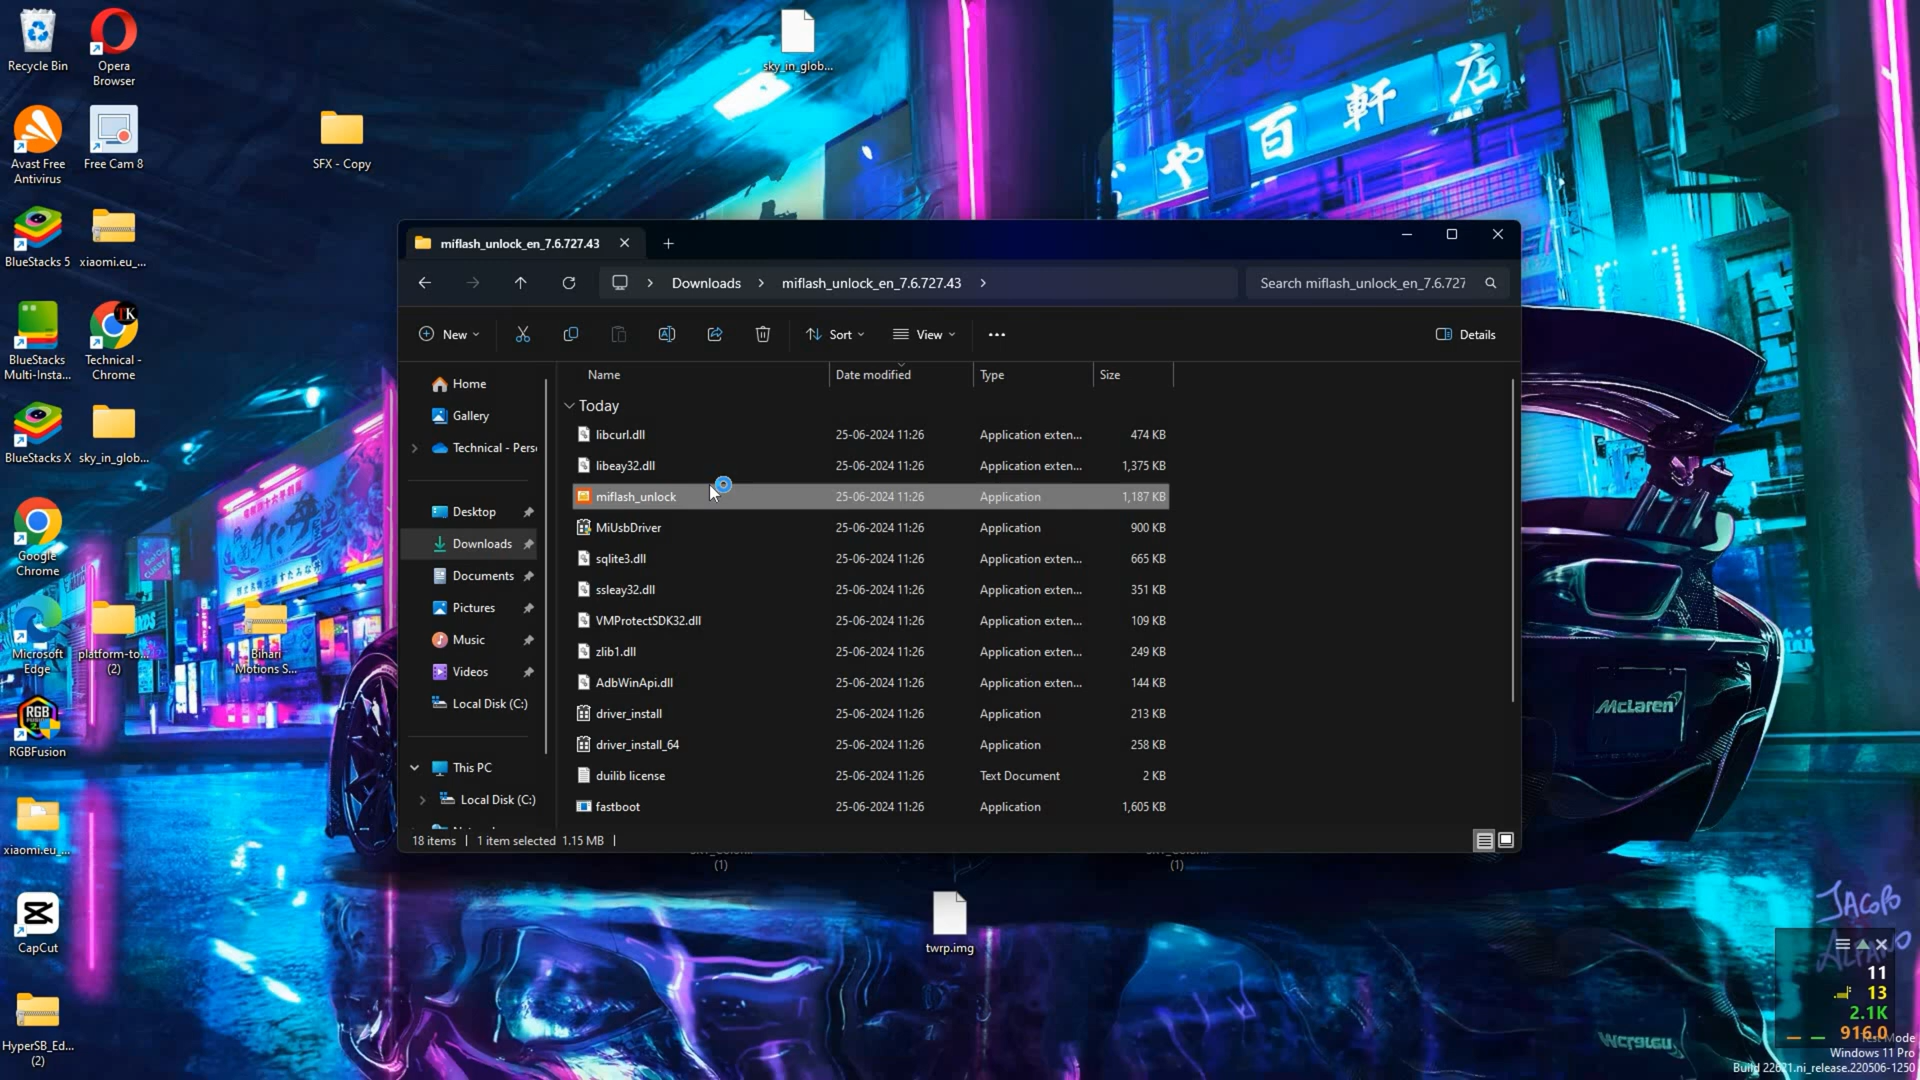 Recycle Bin
Opera
Browser
sky_in_glob...
Avast Free
Antivirus
Free Cam 8
SFX - Copy
BlueStacks 5
xiaomi.eu_...
BlueStacks
Multi-Insta...
Technical -
Chrome
BlueStacks X
sky_in_glob...
Google
Chrome
Microsoft
Edge
platform-to...
(2)
Bihari
Motions S...
RGB
RGBFusion
xiaomi.eu_...
CapCut
HyperSB_Ed...
(2)
や百軒店
miflash_unlock_en_7.6.727.43
Downloads
miflash_unlock_en_7.6.727.43
Search miflash_unlock_en_7.6.727
New
Sort
View
Details
Home
Gallery
Technical - Pers
Desktop
Downloads
Documents
Pictures
Music
Videos
Local Disk (C:)
This PC
Local Disk (C:)
Name Date modified Type Size
Today
libcurl.dll 25-06-2024 11:26 Application exten... 474 KB
libeay32.dll 25-06-2024 11:26 Application exten... 1,375 KB
miflash_unlock 25-06-2024 11:26 Application 1,187 KB
MiUsbDriver 25-06-2024 11:26 Application 900 KB
sqlite3.dll 25-06-2024 11:26 Application exten... 665 KB
ssleay32.dll 25-06-2024 11:26 Application exten... 351 KB
VMProtectSDK32.dll 25-06-2024 11:26 Application exten... 109 KB
zlib1.dll 25-06-2024 11:26 Application exten... 249 KB
AdbWinApi.dll 25-06-2024 11:26 Application exten... 144 KB
driver_install 25-06-2024 11:26 Application 213 KB
driver_install_64 25-06-2024 11:26 Application 258 KB
duilib license 25-06-2024 11:26 Text Document 2 KB
fastboot 25-06-2024 11:26 Application 1,605 KB
18 items
1 item selected 1.15 MB
(1)
(1)
twrp.img
McLaren
JACOPO
11
13
2.1K
916.0
Mode
Windows 11 Pro
Build 22621.ni_release.220506-1250